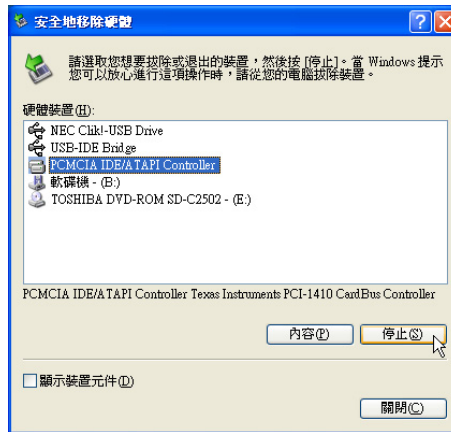 安全地移除硬體
請選取您想要拔除或退出的裝置，然後按 [停止]。當 Windows 提示
您可以放心進行這項操作時，請從您的電腦拔除裝置。
硬體裝置(H):
NEC Clik!-USB Drive
USB-IDE Bridge
PCMCIA IDE/ATAPI Controller
軟碟機 - (B:)
TOSHIBA DVD-ROM SD-C2502 - (E:)
PCMCIA IDE/ATAPI Controller Texas Instruments PCI-1410 CardBus Controller
內容(P) 停止(S)
顯示裝置元件(D)
關閉(C)